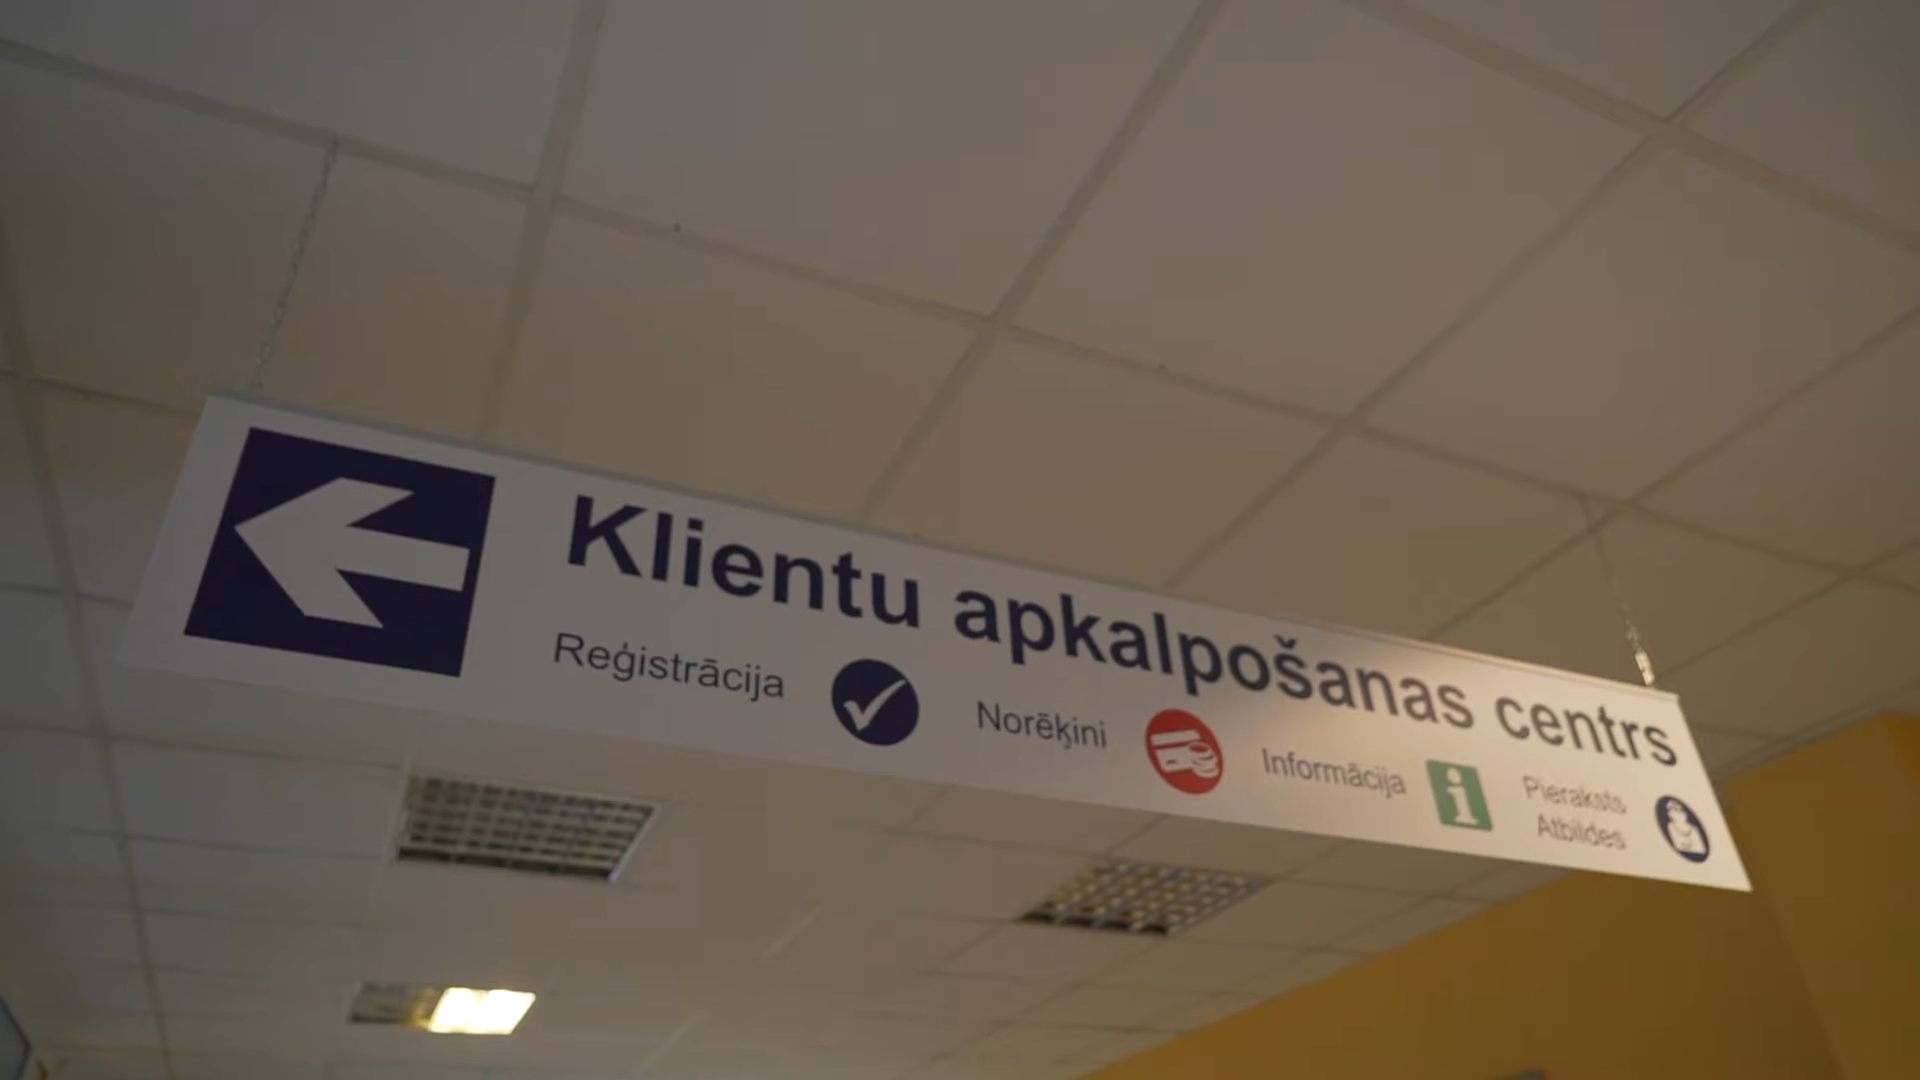 Klientu apkalpošanas centrs
Reģistrācija Norēķini Informācija Pieraksts
Atbildes